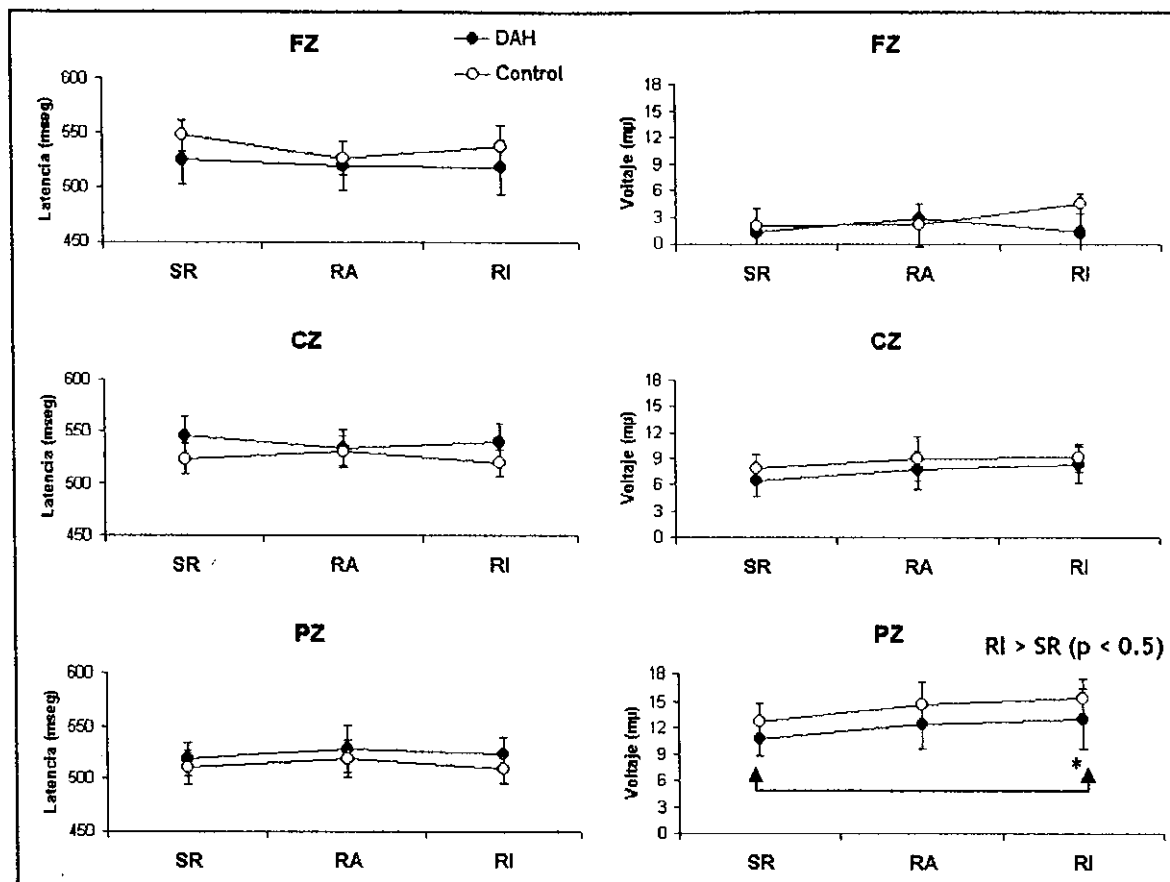 FZ
DAH
Control
Latencia (mseg)
600
550
500
450
SR RA RI
FZ
Voltaje (mµ)
18
15
12
9
6
3
0
SR RA RI
CZ
Latencia (mseg)
600
550
500
450
SR RA RI
CZ
Voltaje (mµ)
18
15
12
9
6
3
0
SR RA RI
PZ
Latencia (mseg)
600
550
500
450
SR RA RI
PZ
RI > SR (p < 0.5)
Voltaje (mµ)
18
15
12
9
6
3
0
*
SR RA RI